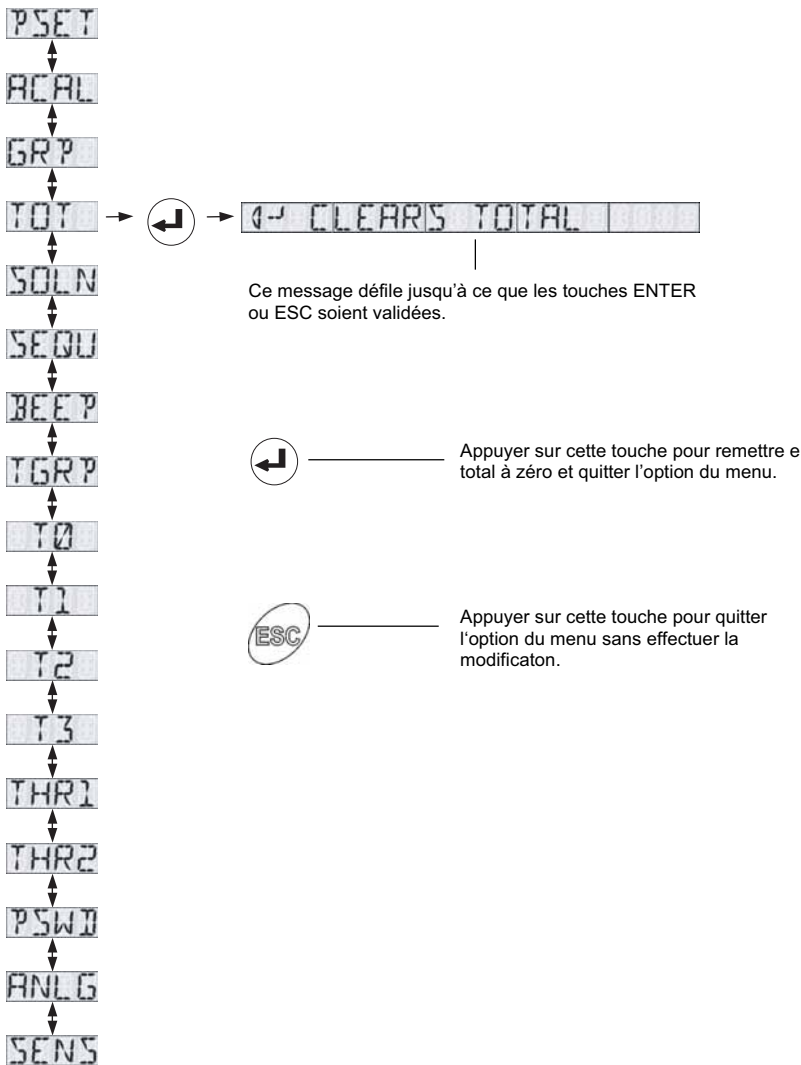 PSET
ACAL
GRP
TOT
CLEARS TOTAL
SOLN
Ce message défile jusqu'à ce que les touches ENTER
ou ESC soient validées.
SEQU
BEEP
TGRP
Appuyer sur cette touche pour remettre e
total à zéro et quitter l'option du menu.
T0
T1
T2
ESC
Appuyer sur cette touche pour quitter
l'option du menu sans effectuer la
modificaton.
T3
THR1
THR2
PSWD
ANLG
SENS